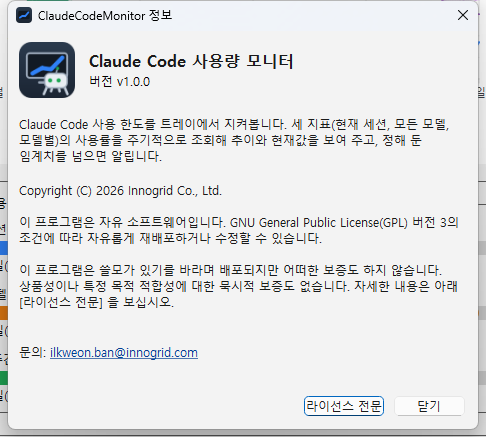 ClaudeCodeMonitor 정보
Claude Code 사용량 모니터
버전 v1.0.0
Claude Code 사용 한도를 트레이에서 지켜봅니다. 세 지표(현재 세션, 모든 모델,
모델별)의 사용률을 주기적으로 조회해 추이와 현재값을 보여 주고, 정해 둔
임계치를 넘으면 알립니다.
Copyright (C) 2026 Innogrid Co., Ltd.
이 프로그램은 자유 소프트웨어입니다. GNU General Public License(GPL) 버전 3의
조건에 따라 자유롭게 재배포하거나 수정할 수 있습니다.
이 프로그램은 쓸모가 있기를 바라며 배포되지만 어떠한 보증도 하지 않습니다.
상품성이나 특정 목적 적합성에 대한 묵시적 보증도 없습니다. 자세한 내용은 아래
[라이선스 전문] 을 보십시오.
문의: ilkweon.ban@innogrid.com
라이선스 전문
닫기